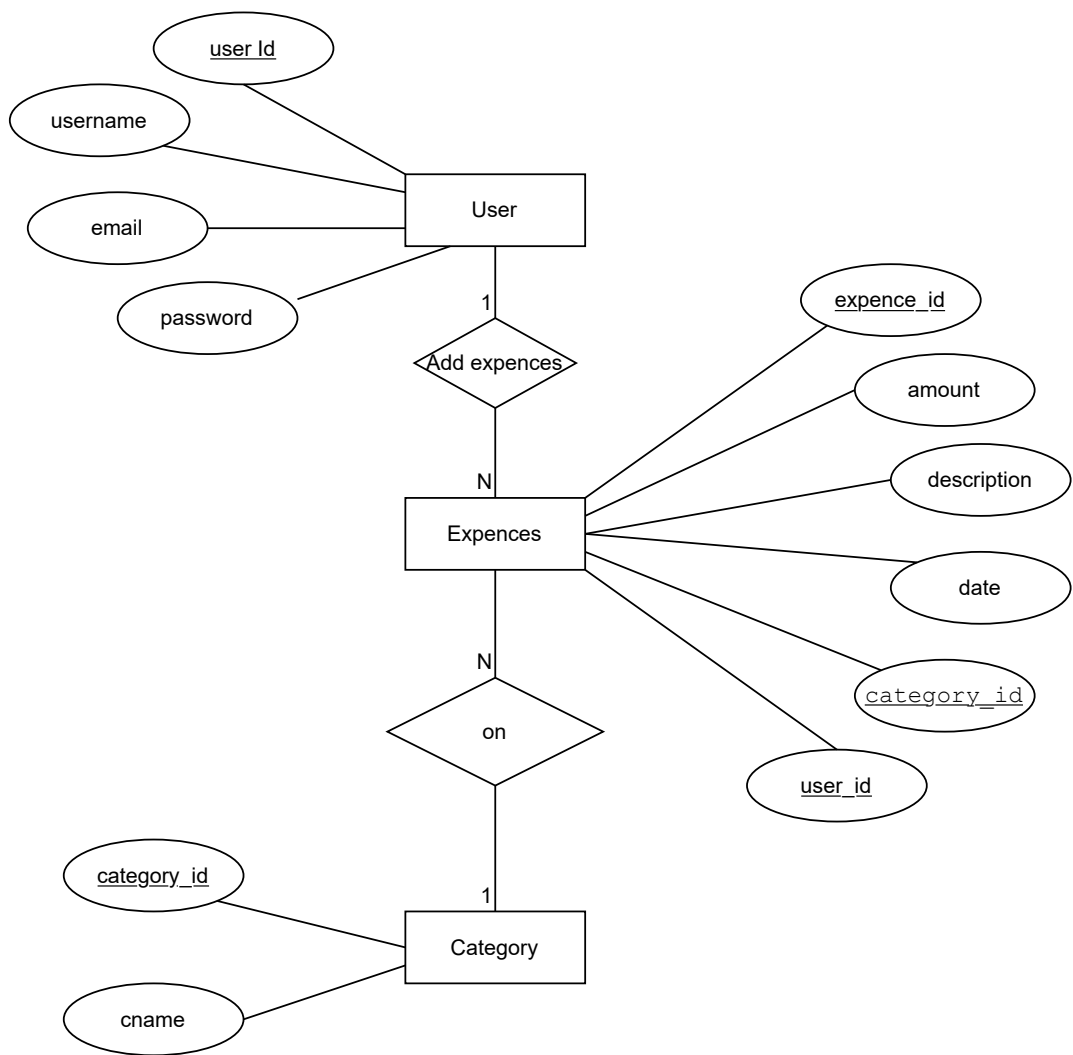 user Id
username
User
email
expence_id
1
password
Add expences
amount
N
description
Expences
date
N
category_id
on
user_id
category_id
1
Category
cname